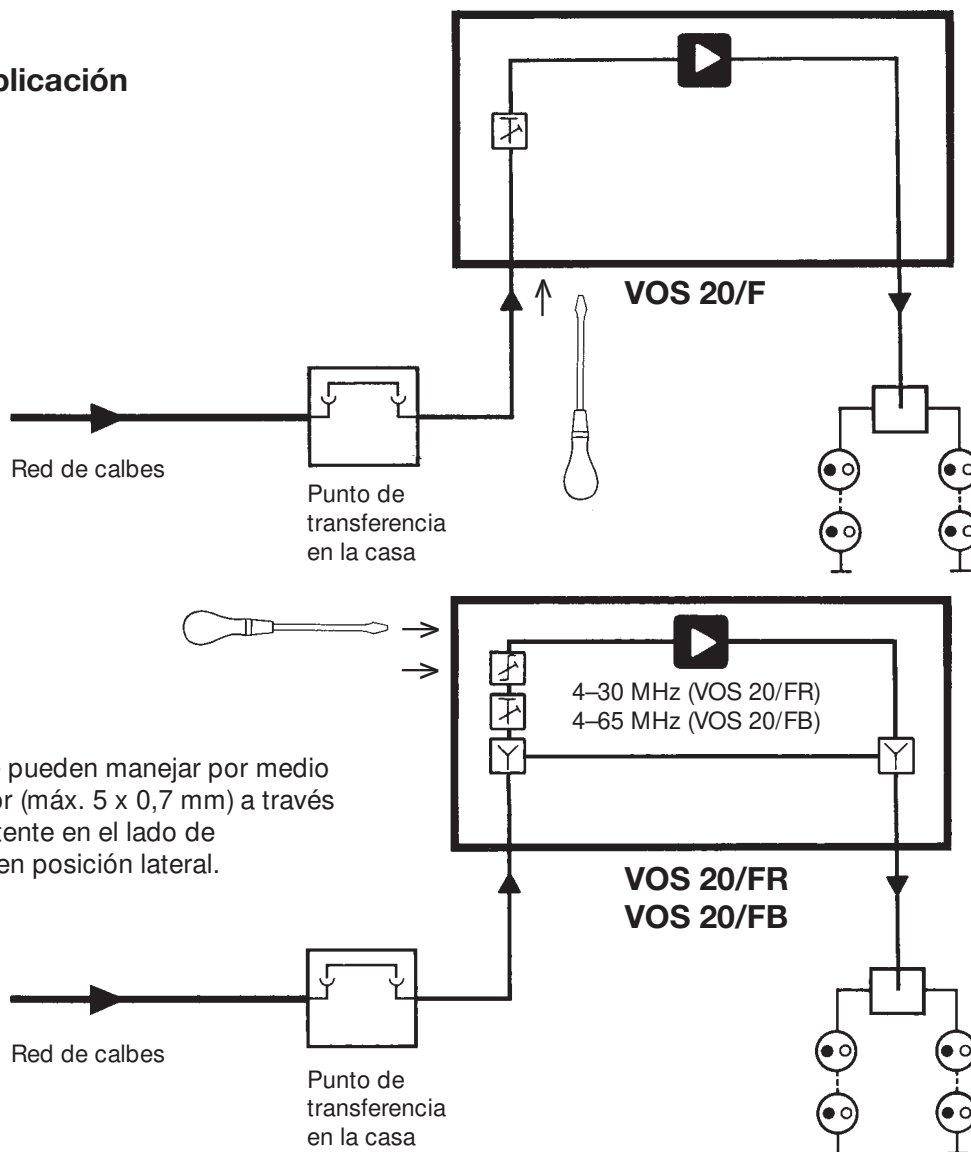 plicación
VOS 20/F
Red de calbes
Punto de
transferencia
en la casa
4–30 MHz (VOS 20/FR)
4–65 MHz (VOS 20/FB)
pueden manejar por medio
or (máx. 5 x 0,7 mm) a través
tente en el lado de
en posición lateral.
VOS 20/FR
VOS 20/FB
Red de calbes
Punto de
transferencia
en la casa